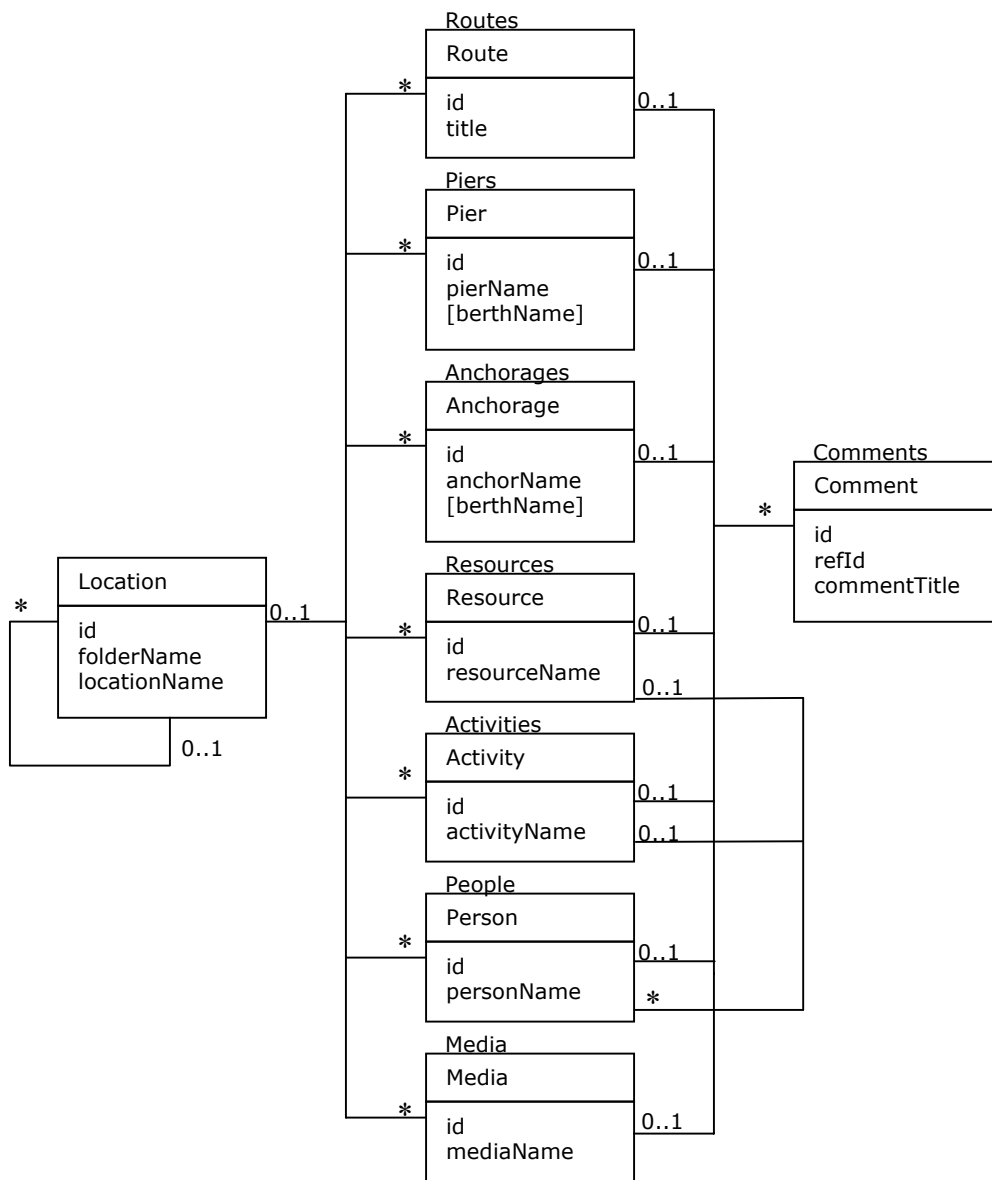 Routes
Route
*
id
0..1
title
Piers
Pier
*
id
0..1
pierName
[berthName]
Anchorages
Anchorage
*
id
0..1
anchorName
[berthName]
Comments
Comment
*
id
refId
commentTitle
Resources
Location
Resource
*
0..1
id
folderName
locationName
0..1
*
id
0..1
resourceName
0..1
Activities
Activity
*
id
0..1
activityName
0..1
People
Person
*
id
0..1
personName
*
Media
Media
*
id
0..1
mediaName